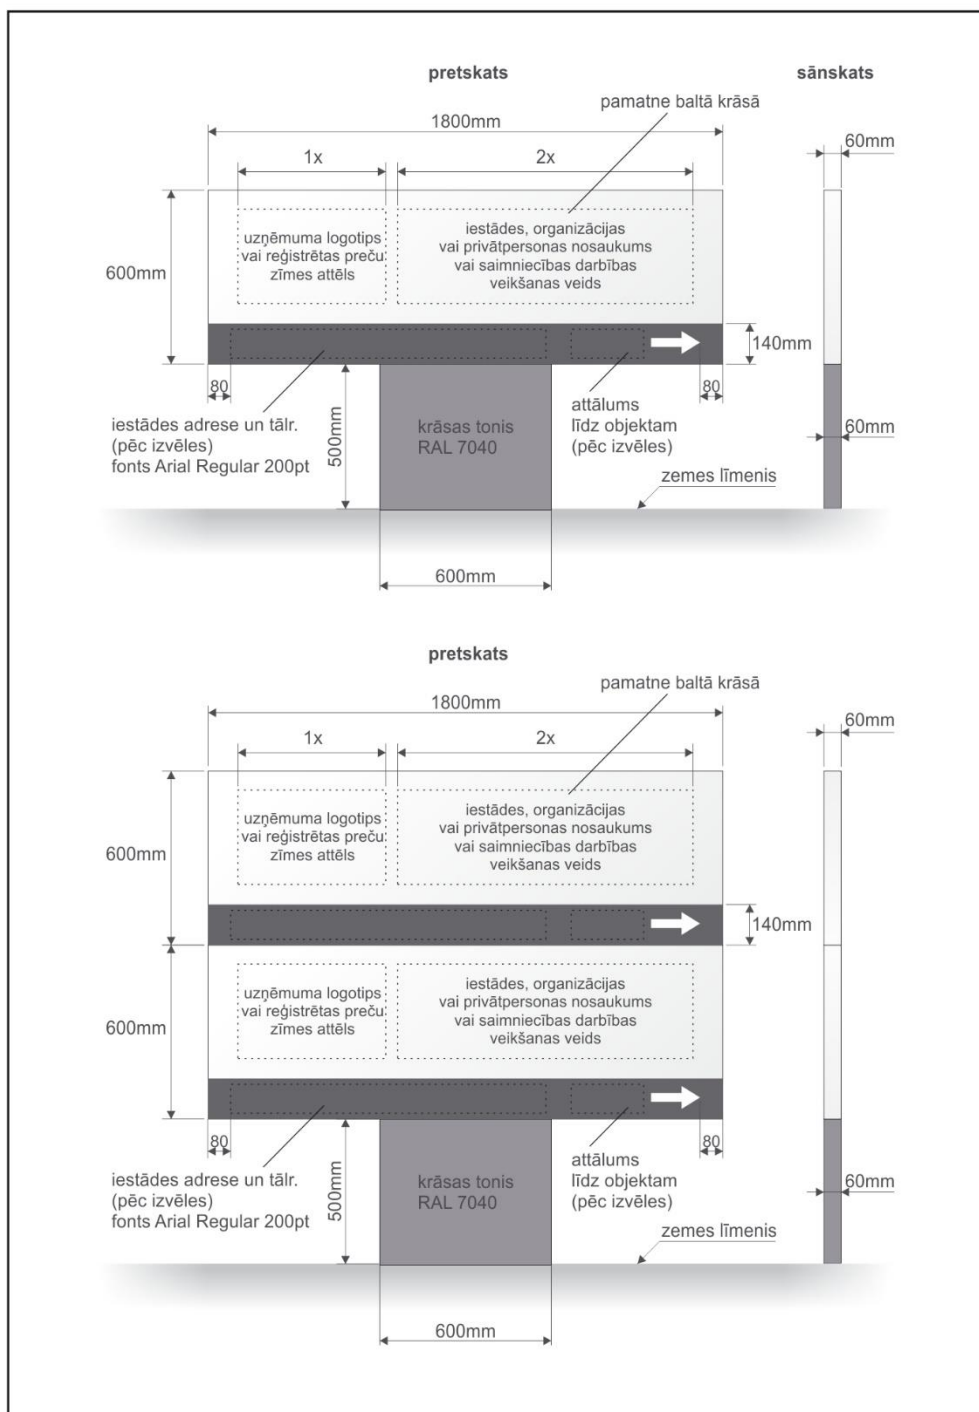 pretskats
sānskats
pamatne baltā krāsā
1800mm
60mm
1x
2x
600mm
uzņēmuma logotips
vai reģistrētas preču
zīmes attēls
iestādes, organizācijas
vai privātpersonas nosaukums
vai saimniecības darbības
veikšanas veids
140mm
80
80
iestādes adrese un tālr.
(pēc izvēles)
fonts Arial Regular 200pt
500mm
krāsas tonis
RAL 7040
attālums
līdz objektam
(pēc izvēles)
60mm
zemes līmenis
600mm
pretskats
pamatne baltā krāsā
1800mm
60mm
1x
2x
600mm
uzņēmuma logotips
vai reģistrētas preču
zīmes attēls
iestādes, organizācijas
vai privātpersonas nosaukums
vai saimniecības darbības
veikšanas veids
140mm
600mm
uzņēmuma logotips
vai reģistrētas preču
zīmes attēls
iestādes, organizācijas
vai privātpersonas nosaukums
vai saimniecības darbības
veikšanas veids
80
80
iestādes adrese un tālr.
(pēc izvēles)
fonts Arial Regular 200pt
500mm
krāsas tonis
RAL 7040
attālums
līdz objektam
(pēc izvēles)
60mm
zemes līmenis
600mm